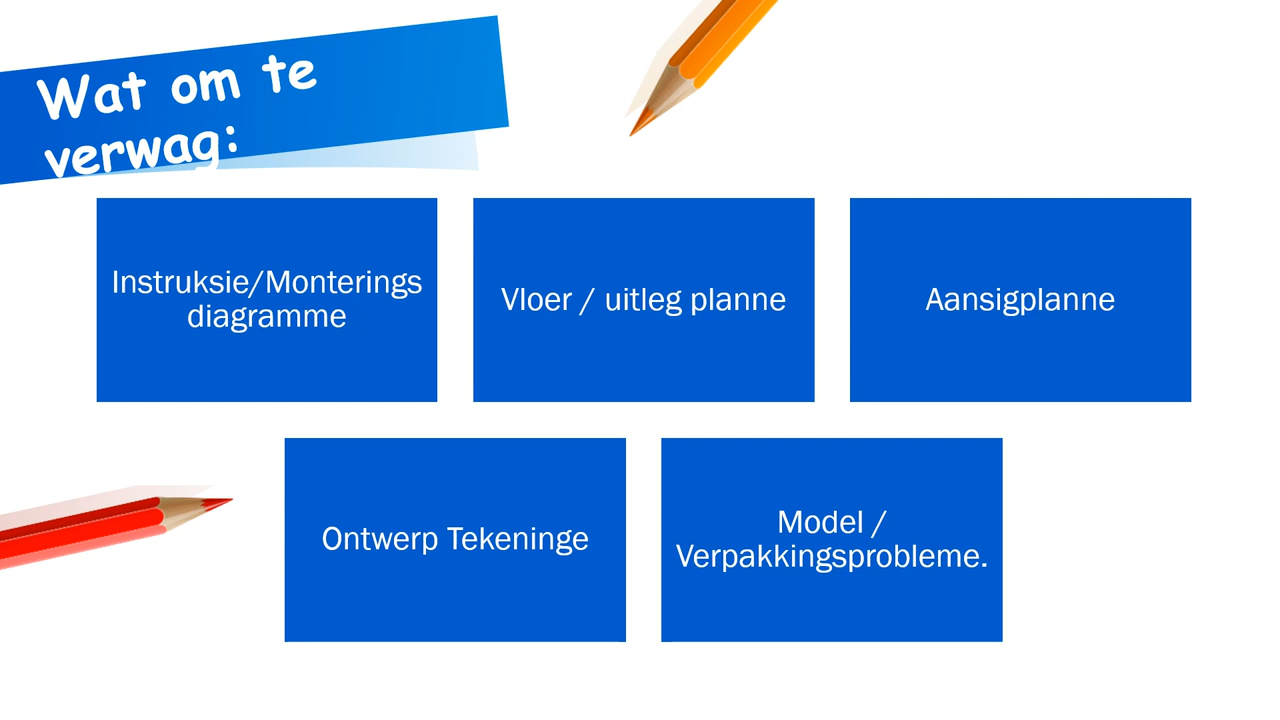 Wat om te
verwag:
Instruksie/Monterings
diagramme
Vloer / uitleg planne
Aansigplanne
Ontwerp Tekeninge
Model /
Verpakkingsprobleme.